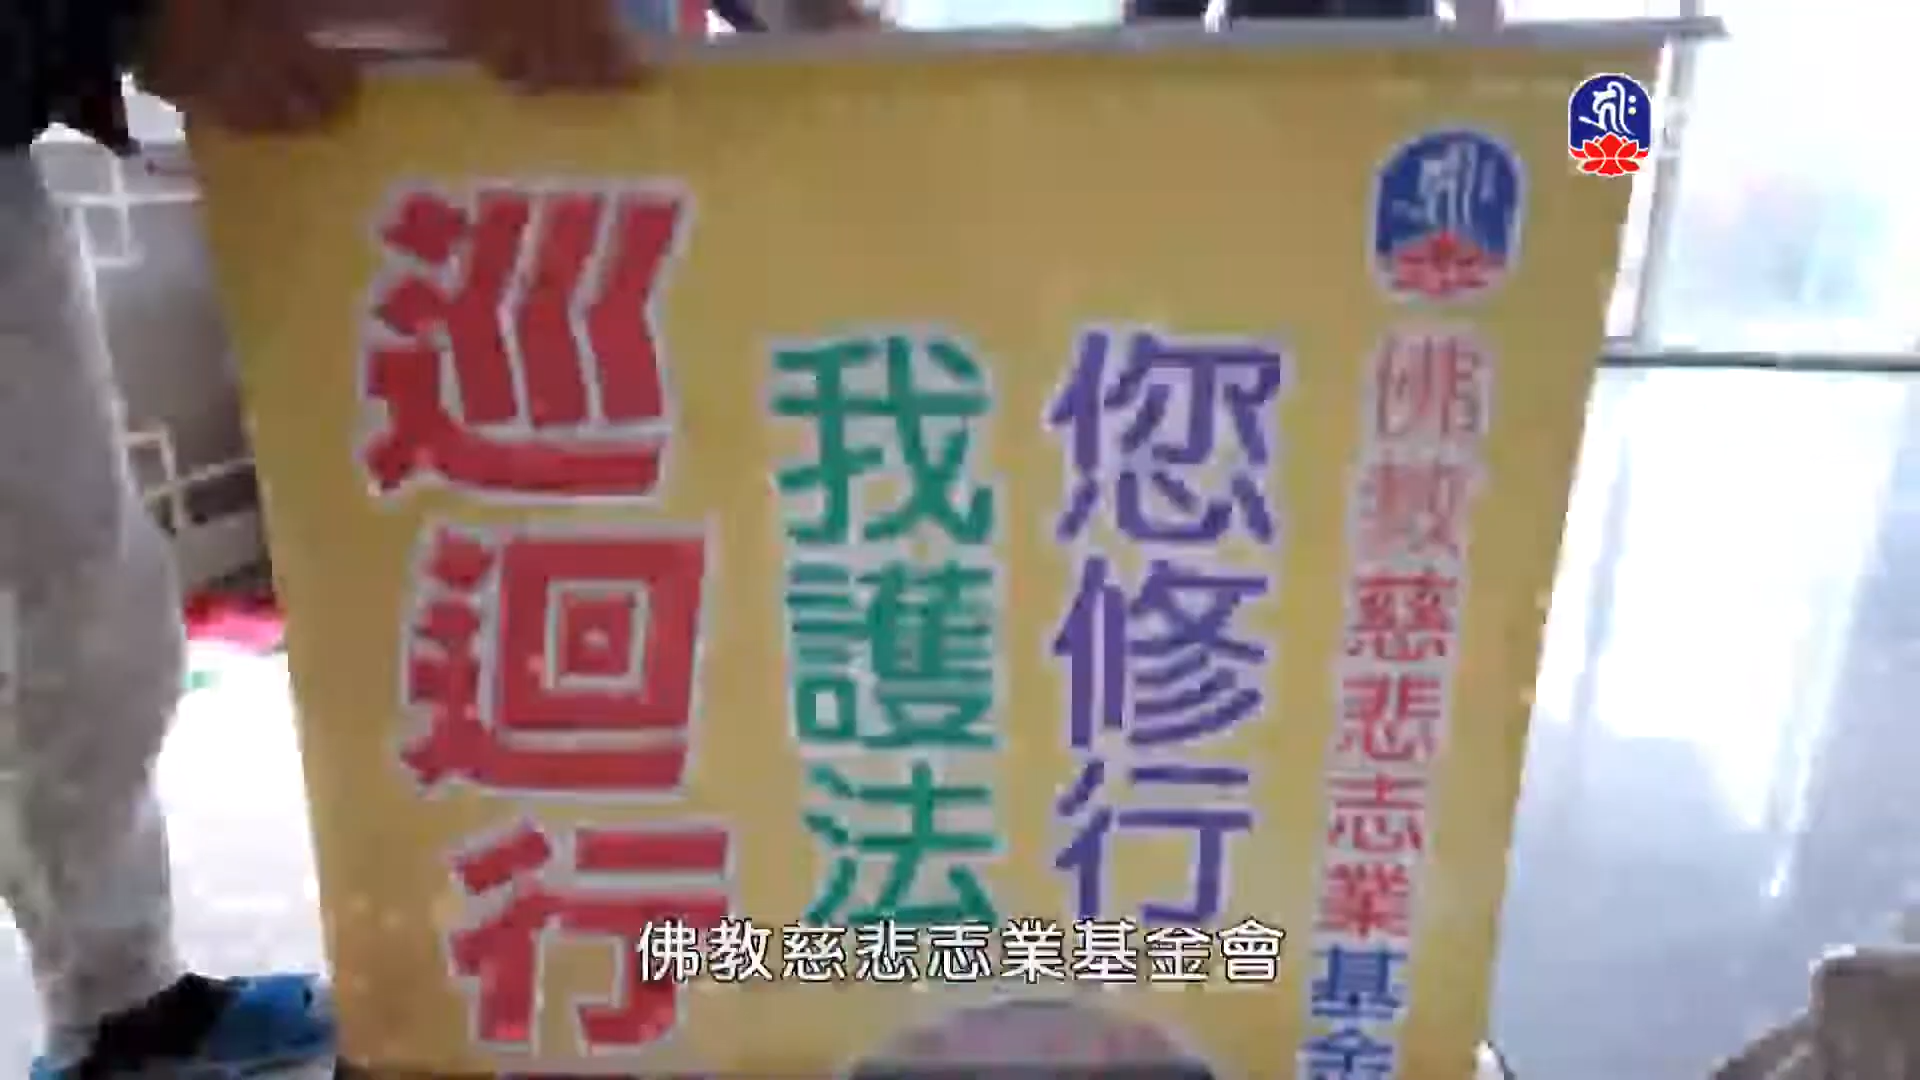 佛教慈悲志業基金
您修行
我護法
巡迴行
佛教慈悲志業基金會